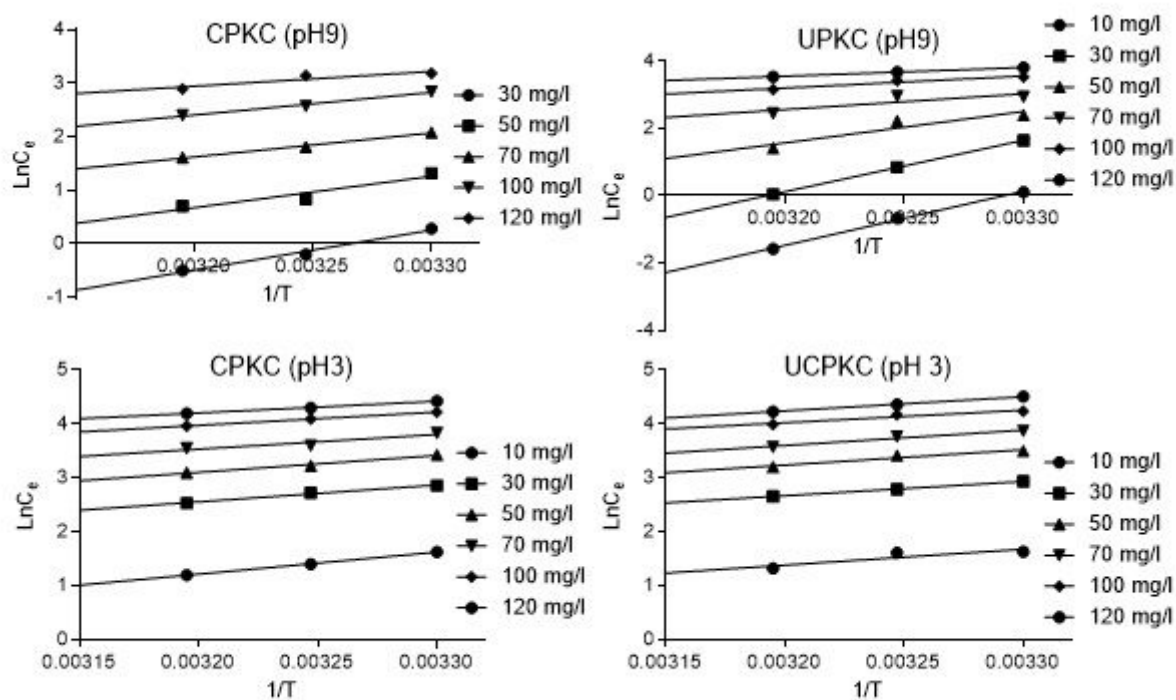 CPKC (pH9)
4
3
2
1
0
-1
LnCe
0.00320
0.00325
0.00330
1/T
30 mg/l
50 mg/l
70 mg/l
100 mg/l
120 mg/l
UPKC (pH9)
4
2
0
-2
-4
LnCe
0.00320
0.00325
0.00330
1/T
10 mg/l
30 mg/l
50 mg/l
70 mg/l
100 mg/l
120 mg/l
CPKC (pH3)
5
4
3
2
1
0
LnCe
0.00315
0.00320
0.00325
0.00330
1/T
10 mg/l
30 mg/l
50 mg/l
70 mg/l
100 mg/l
120 mg/l
UCPKC (pH 3)
5
4
3
2
1
0
LnCe
0.00315
0.00320
0.00325
0.00330
1/T
10 mg/l
30 mg/l
50 mg/l
70 mg/l
100 mg/l
120 mg/l